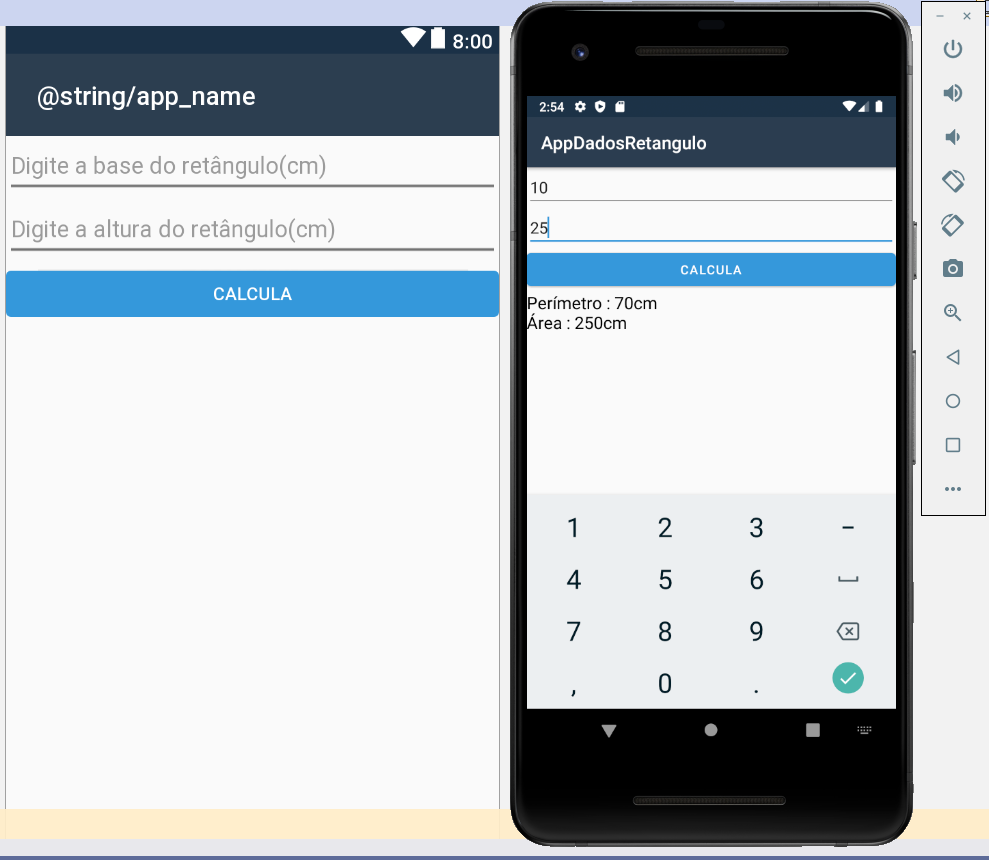 8:00
@string/app_name
Digite a base do retângulo(cm)
Digite a altura do retângulo(cm)
CALCULA
2:54
AppDadosRetangulo
10
25
CALCULA
Perímetro : 70cm
Área : 250cm
1 2 3 -
4 5 6
7 8 9
, 0 .